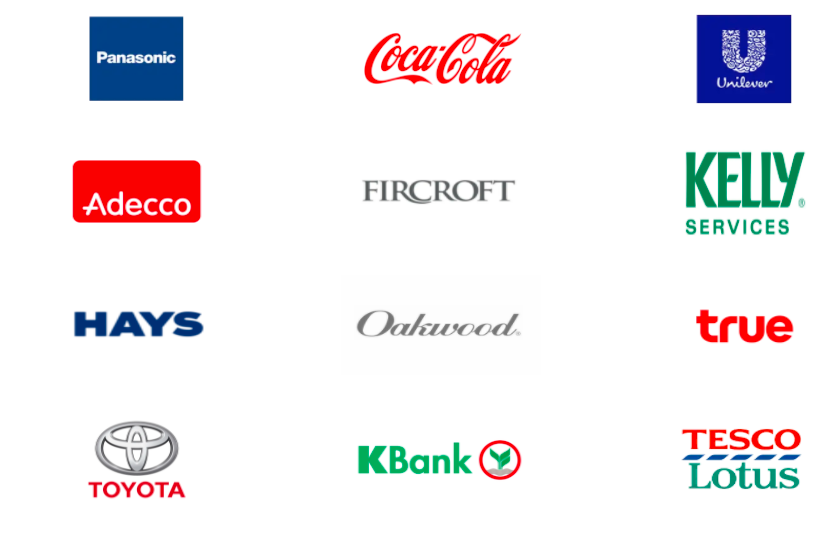 Panasonic
Coca-Cola
Unilever
Adecco
FIRCROFT
KELLY®
SERVICES
HAYS
Oakwood®
true
TOYOTA
KBank
TESCO
Lotus